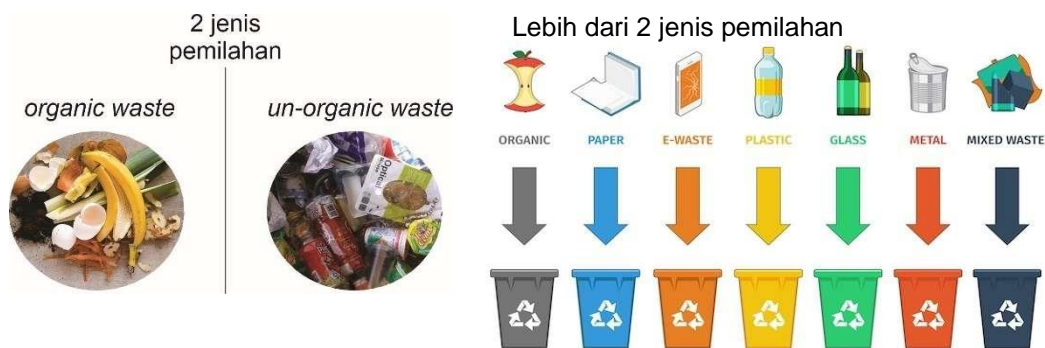 2 jenis
pemilahan
organic waste
un-organic waste
Optical
Lebih dari 2 jenis pemilahan
ORGANIC
PAPER
E-WASTE
PLASTIC
GLASS
METAL
MIXED WASTE